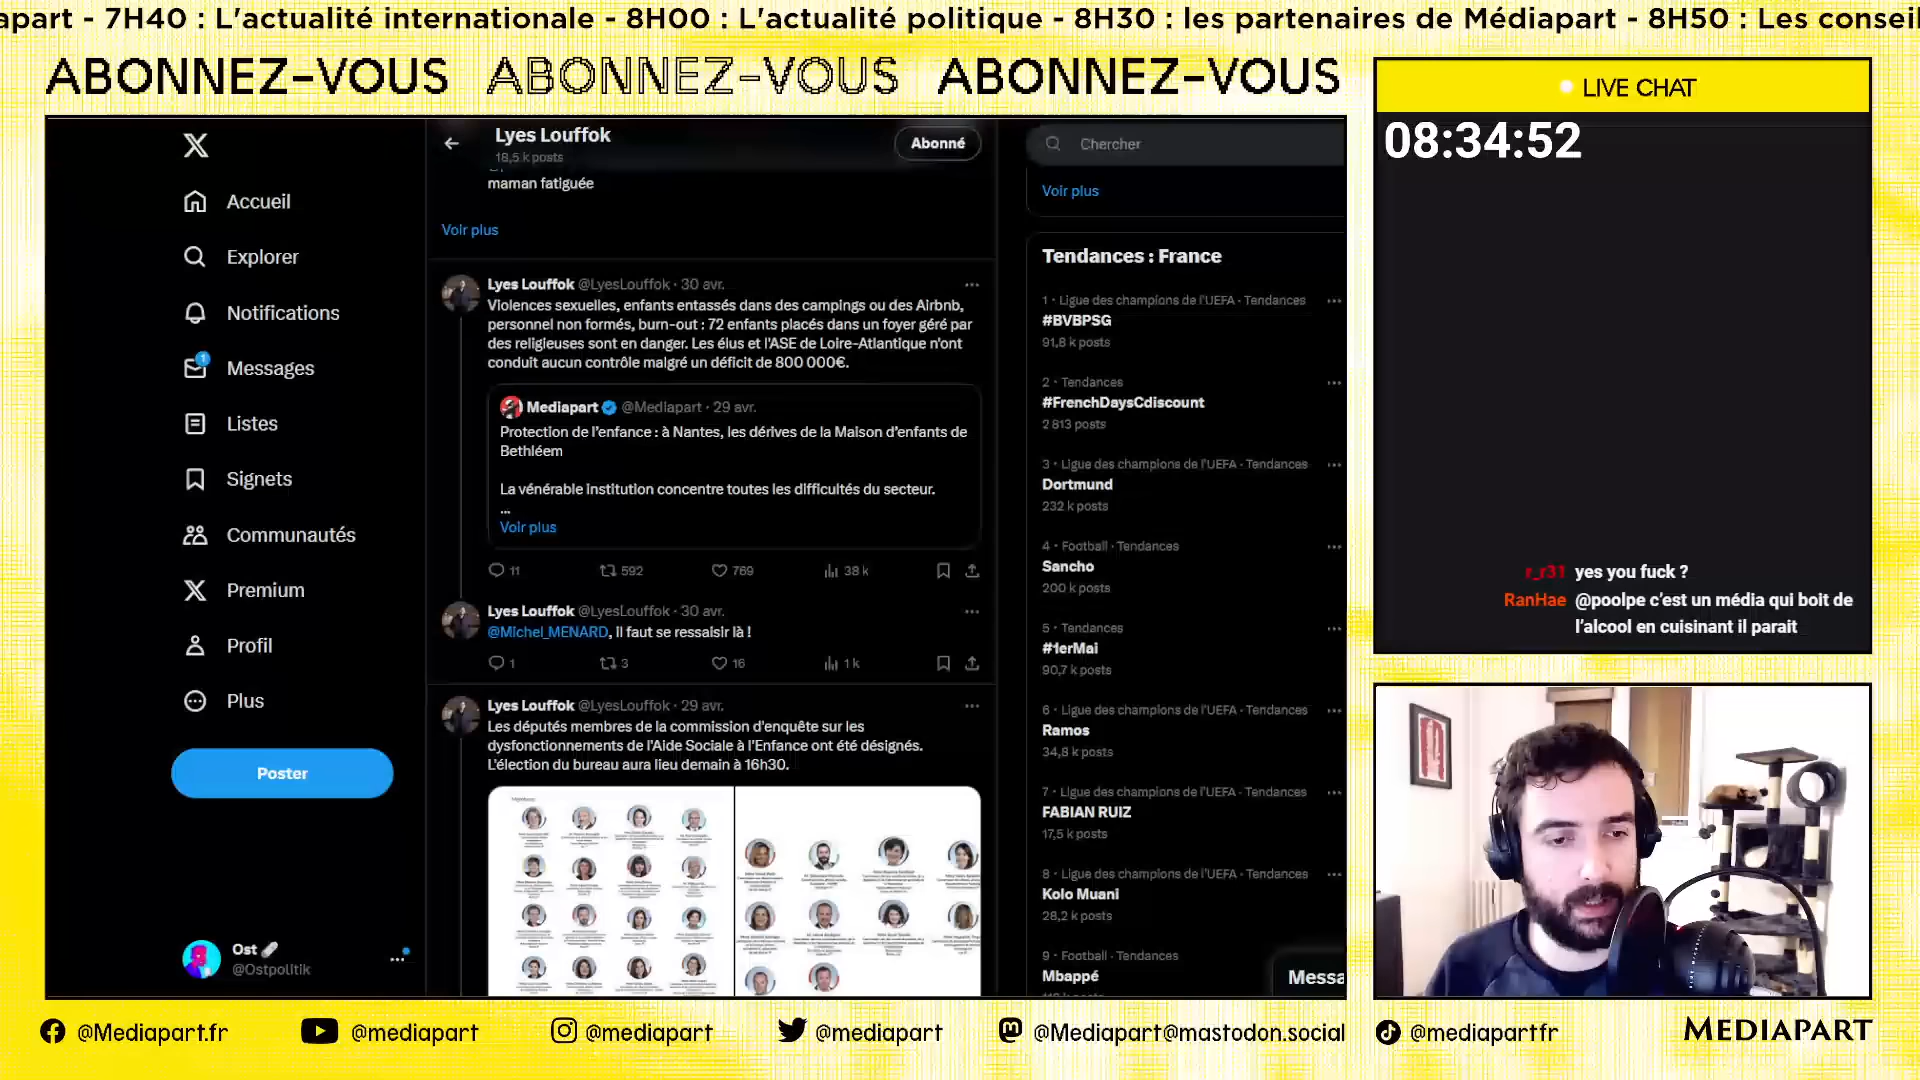 apart - 7H40 : L'actualité internationale - 8H00 : L'actualité politique - 8H30 : les partenaires de Médiapart - 8H50 : Les conseil
ABONNEZ-VOUS ABONNEZ-VOUS ABONNEZ-VOUS
Lyes Louffok
18,5 k posts
Abonné
maman fatiguée
Voir plus
Accueil
Explorer
Notifications
1
Messages
Listes
Signets
Communautés
Premium
Profil
Plus
Poster
Ost
@Ostpolitik
Lyes Louffok @LyesLouffok · 30 avr.
Violences sexuelles, enfants entassés dans des campings ou des Airbnb,
personnel non formés, burn-out : 72 enfants placés dans un foyer géré par
des religieuses sont en danger. Les élus et l'ASE de Loire-Atlantique n'ont
conduit aucun contrôle malgré un déficit de 800 000€.
Mediapart @Mediapart · 29 avr.
Protection de l'enfance : à Nantes, les dérives de la Maison d'enfants de
Bethléem
La vénérable institution concentre toutes les difficultés du secteur.
...
Voir plus
11 592 769 38 k
Lyes Louffok @LyesLouffok · 30 avr.
@Michel_MENARD, il faut se ressaisir là !
1 3 16 1 k
Lyes Louffok @LyesLouffok · 29 avr.
Les députés membres de la commission d'enquête sur les
dysfonctionnements de l'Aide Sociale à l'Enfance ont été désignés.
L'élection du bureau aura lieu demain à 16h30.
Chercher
Voir plus
Tendances : France
1 · Ligue des champions de l'UEFA · Tendances
#BVBPSG
91,8 k posts
2 · Tendances
#FrenchDaysCdiscount
2 813 posts
3 · Ligue des champions de l'UEFA · Tendances
Dortmund
232 k posts
4 · Football · Tendances
Sancho
200 k posts
5 · Tendances
#1erMai
90,7 k posts
6 · Ligue des champions de l'UEFA · Tendances
Ramos
34,8 k posts
7 · Ligue des champions de l'UEFA · Tendances
FABIAN RUIZ
17,5 k posts
8 · Ligue des champions de l'UEFA · Tendances
Kolo Muani
28,2 k posts
9 · Football · Tendances
Mbappé
Messa
LIVE CHAT
08:34:52
r_r31 yes you fuck ?
RanHae @poolpe c'est un média qui boit de
l'alcool en cuisinant il parait
@Mediapart.fr @mediapart @mediapart @mediapart @Mediapart@mastodon.social @mediapartfr MEDIAPART